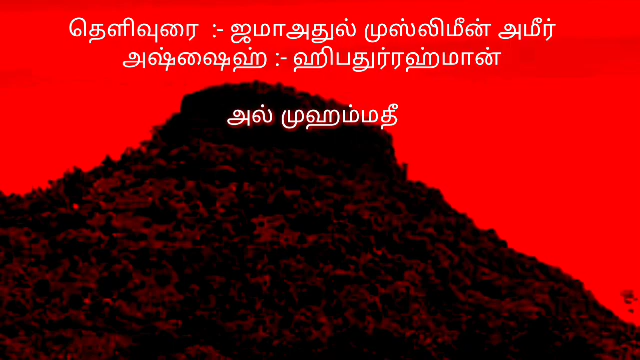 தெளிவுரை :- ஜமாஅதுல் முஸ்லிமீன் அமீர்
அஷ்ஷைஹ் :- ஹிபதுர்ரஹ்மான்
அல் முஹம்மதீ